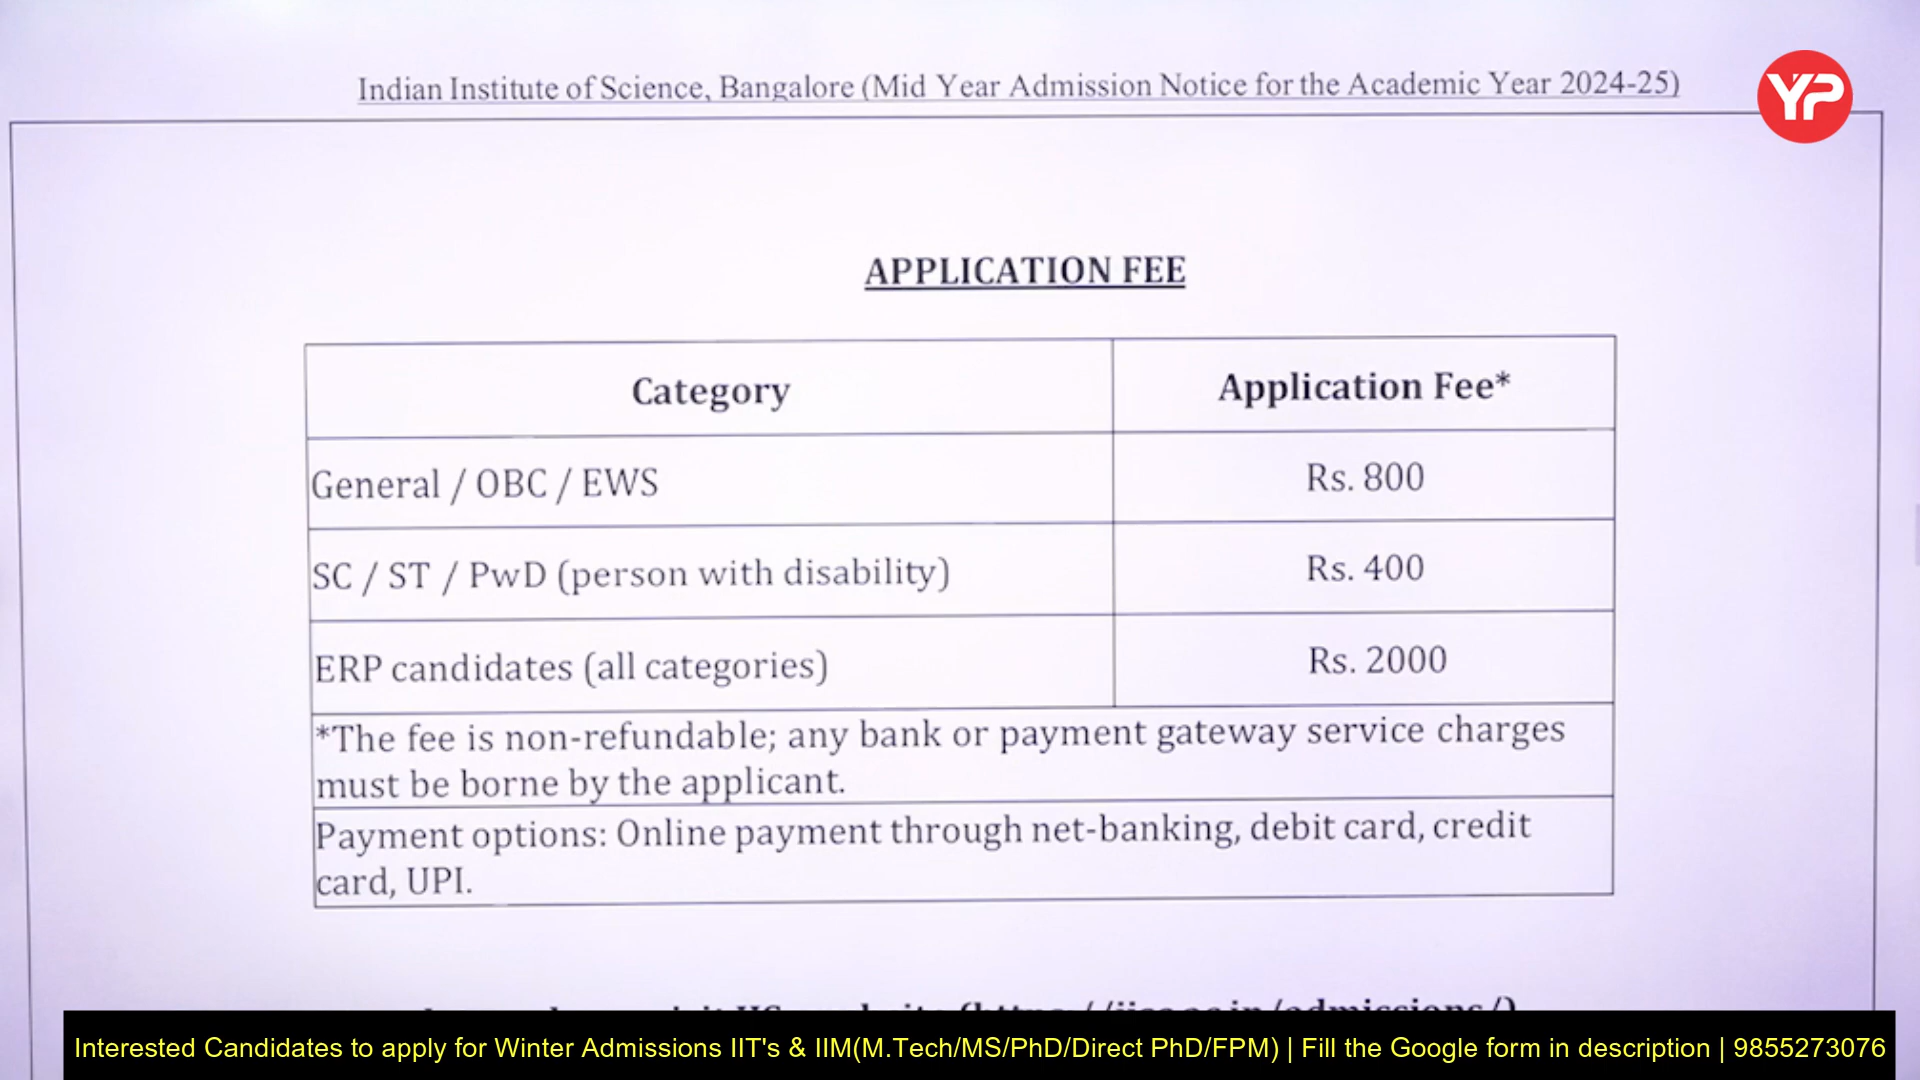 Indian Institute of Science, Bangalore (Mid Year Admission Notice for the Academic Year 2024-25)
YP
APPLICATION FEE
Category Application Fee*
General / OBC / EWS Rs. 800
SC / ST / PwD (person with disability) Rs. 400
ERP candidates (all categories) Rs. 2000
*The fee is non-refundable; any bank or payment gateway service charges
must be borne by the applicant.
Payment options: Online payment through net-banking, debit card, credit
card, UPI.
Interested Candidates to apply for Winter Admissions IIT's & IIM(M.Tech/MS/PhD/Direct PhD/FPM) | Fill the Google form in description | 9855273076